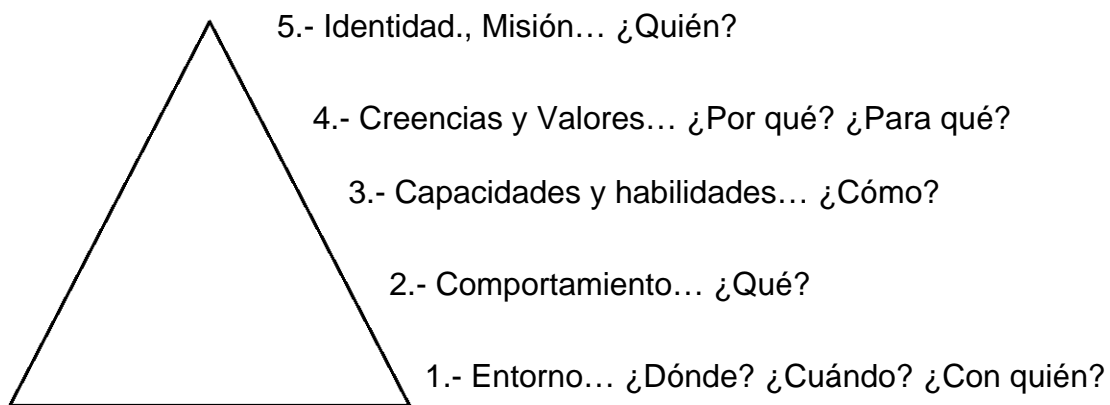 5.- Identidad., Misión… ¿Quién?
4.- Creencias y Valores… ¿Por qué? ¿Para qué?
3.- Capacidades y habilidades… ¿Cómo?
2.- Comportamiento… ¿Qué?
1.- Entorno… ¿Dónde? ¿Cuándo? ¿Con quién?